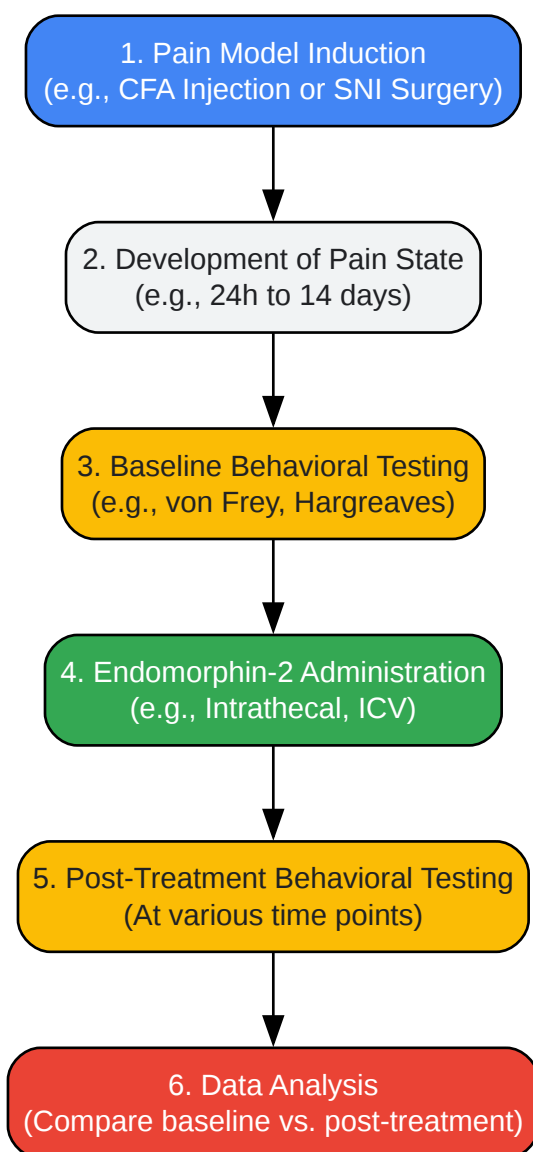 1. Pain Model Induction
(e.g., CFA Injection or SNI Surgery)
2. Development of Pain State
(e.g., 24h to 14 days)
3. Baseline Behavioral Testing
(e.g., von Frey, Hargreaves)
4. Endomorphin-2 Administration
(e.g., Intrathecal, ICV)
5. Post-Treatment Behavioral Testing
(At various time points)
6. Data Analysis
(Compare baseline vs. post-treatment)